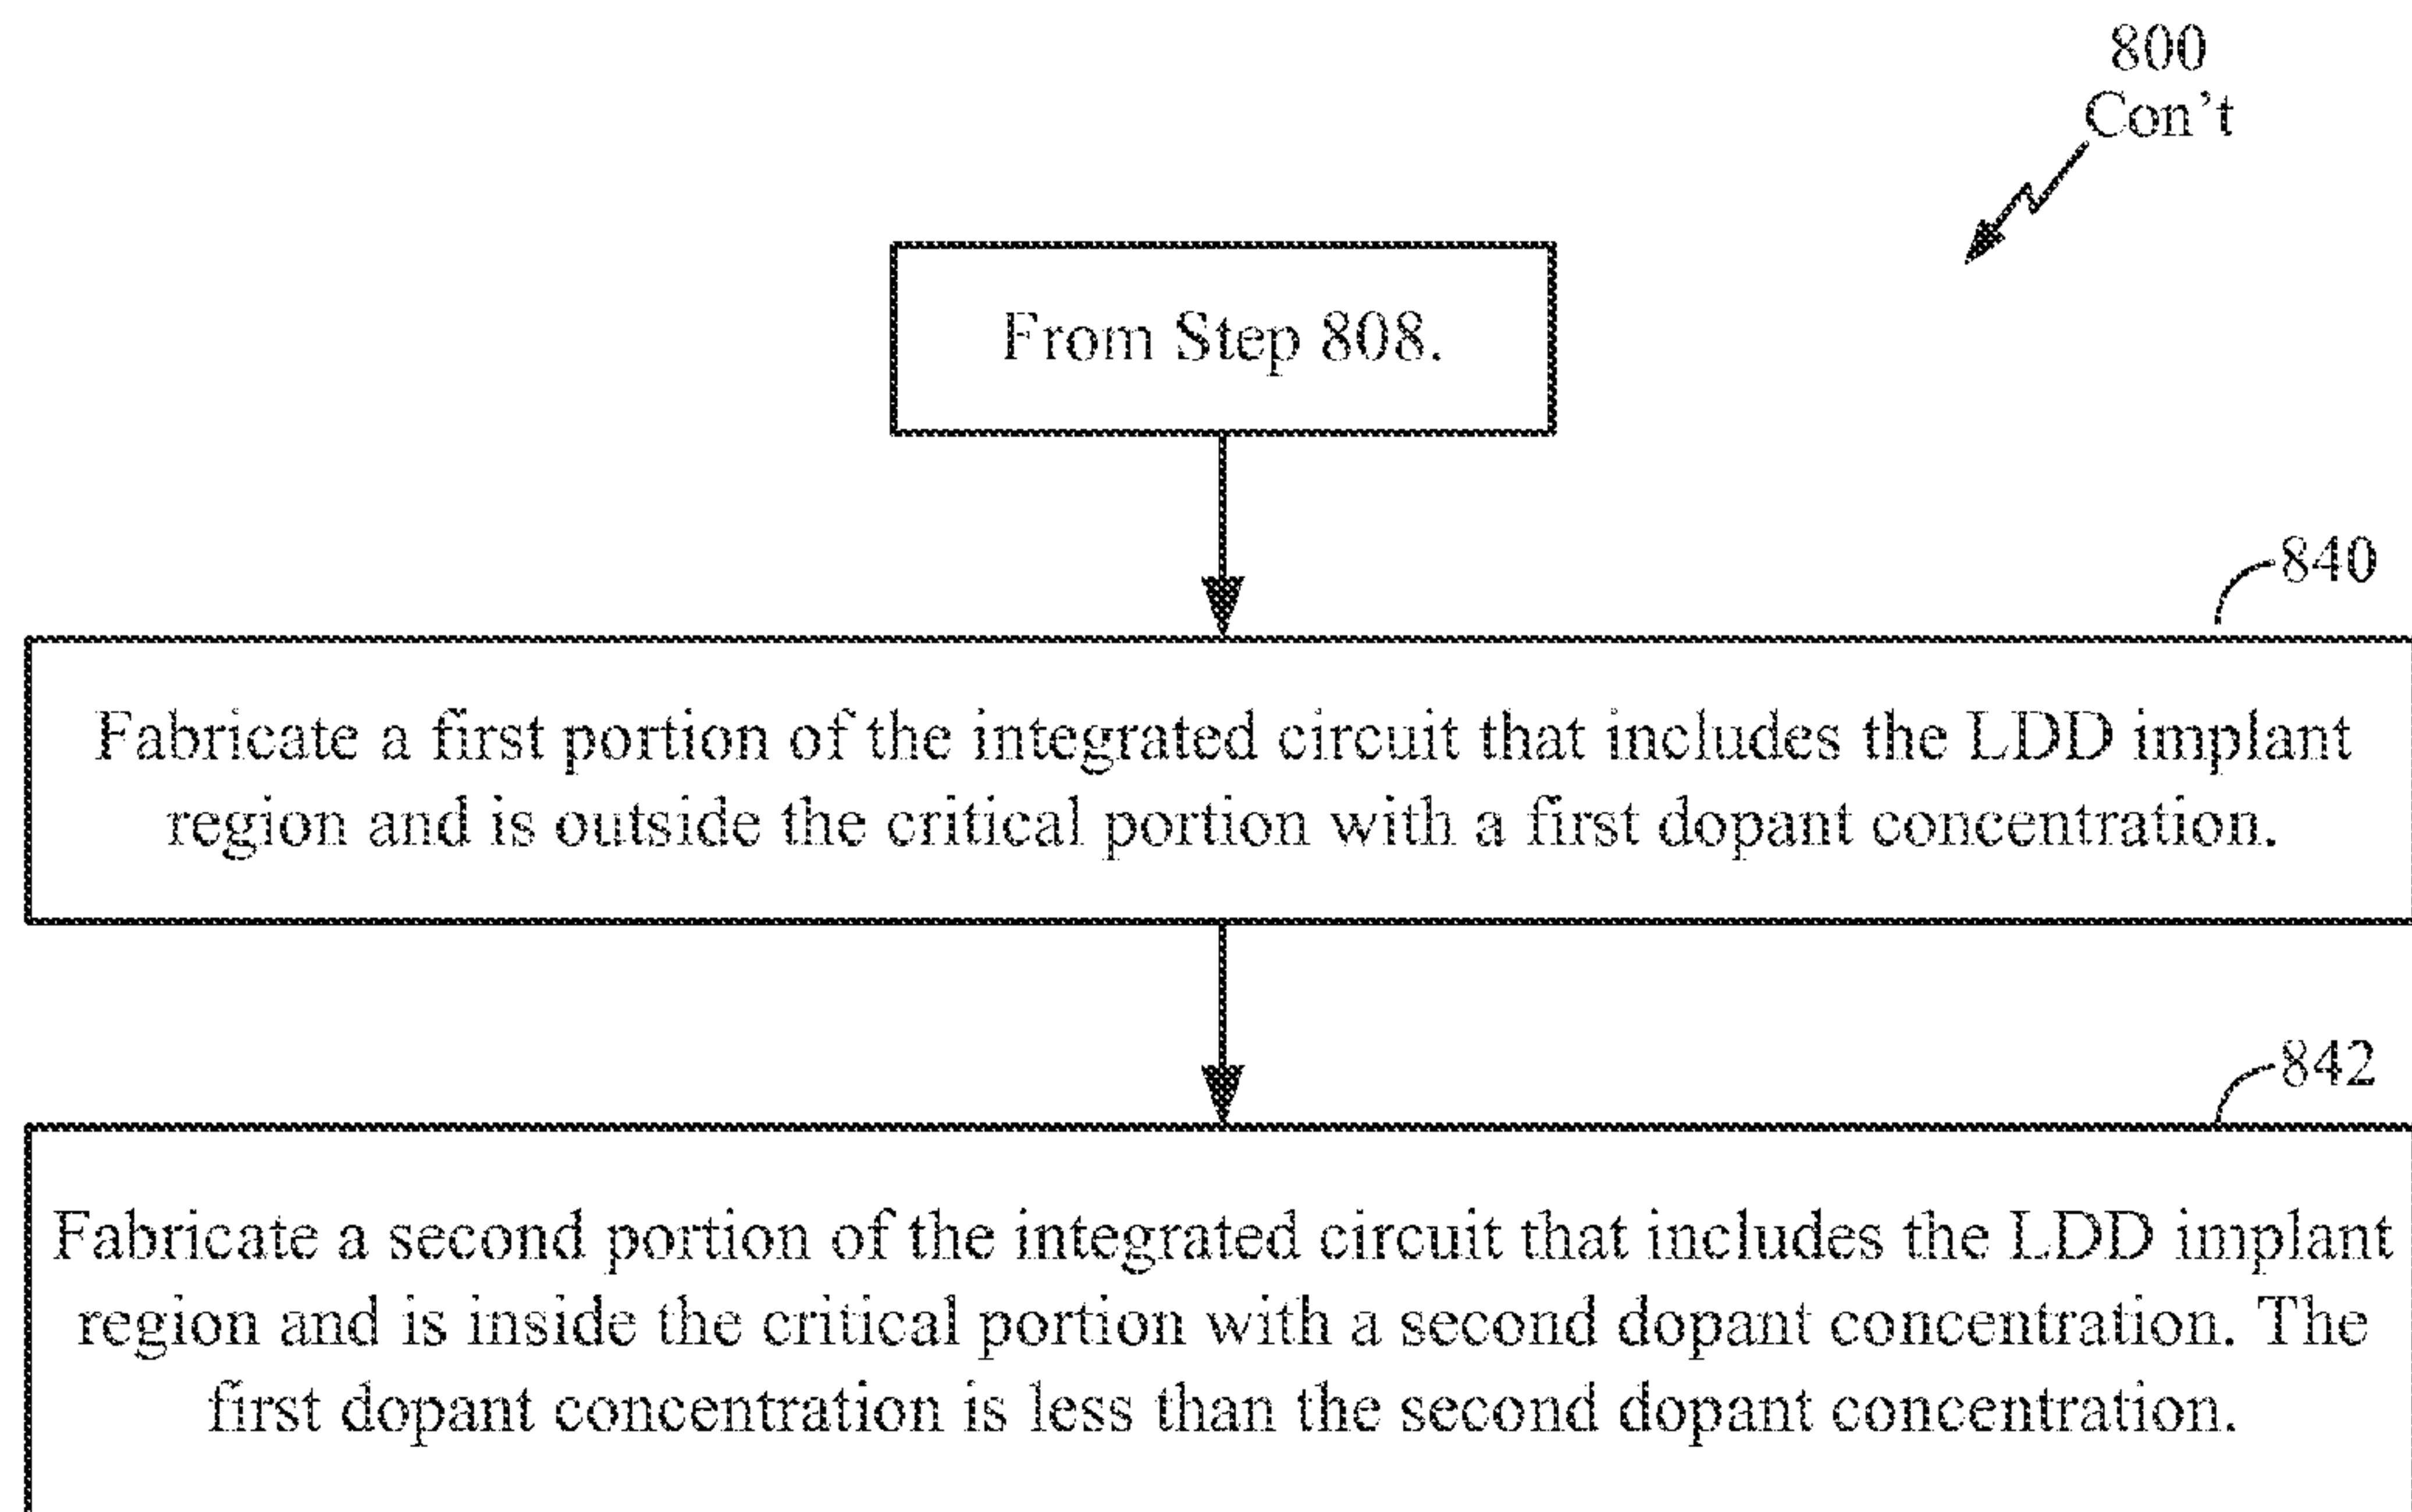 800
Con't
From Step 808.
840
Fabricate a first portion of the integrated circuit that includes the LDD implant
region and is outside the critical portion with a first dopant concentration.
842
Fabricate a second portion of the integrated circuit that includes the LDD implant
region and is inside the critical portion with a second dopant concentration. The
first dopant concentration is less than the second dopant concentration.